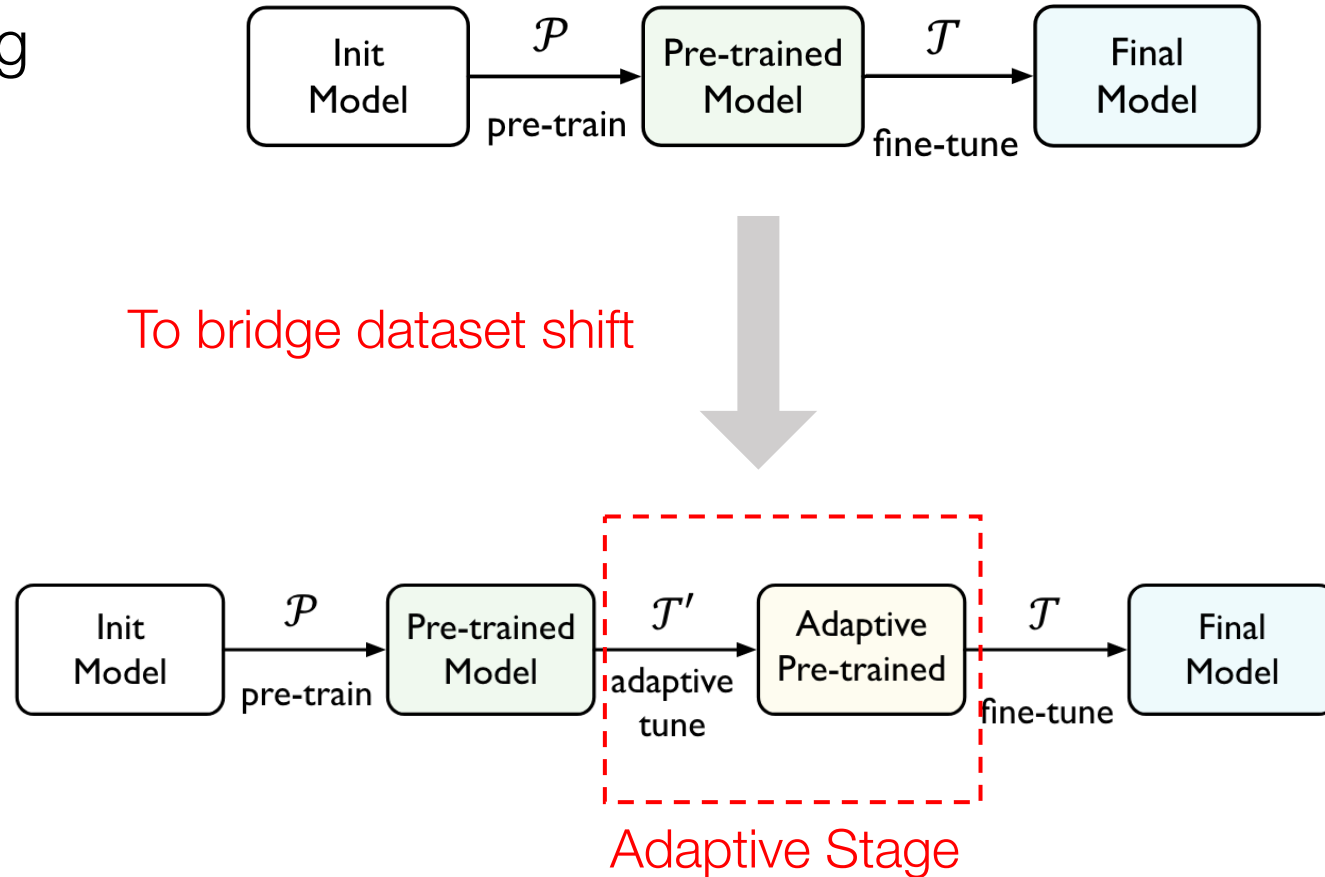 g
Init
Model
𝒫
pre-train
Pre-trained
Model
𝒯
fine-tune
Final
Model
To bridge dataset shift
Init
Model
𝒫
pre-train
Pre-trained
Model
𝒯′
adaptive
tune
Adaptive
Pre-trained
𝒯
fine-tune
Final
Model
Adaptive Stage